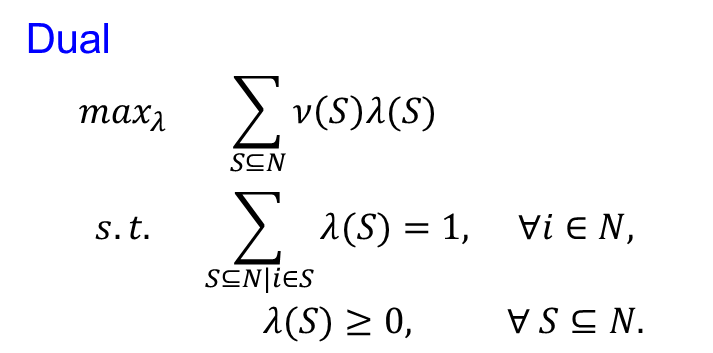 Dual
max_λ ∑_{S⊆N} ν(S)λ(S)
s.t. ∑_{S⊆N|i∈S} λ(S) = 1, ∀i ∈ N,
λ(S) ≥ 0, ∀ S ⊆ N.